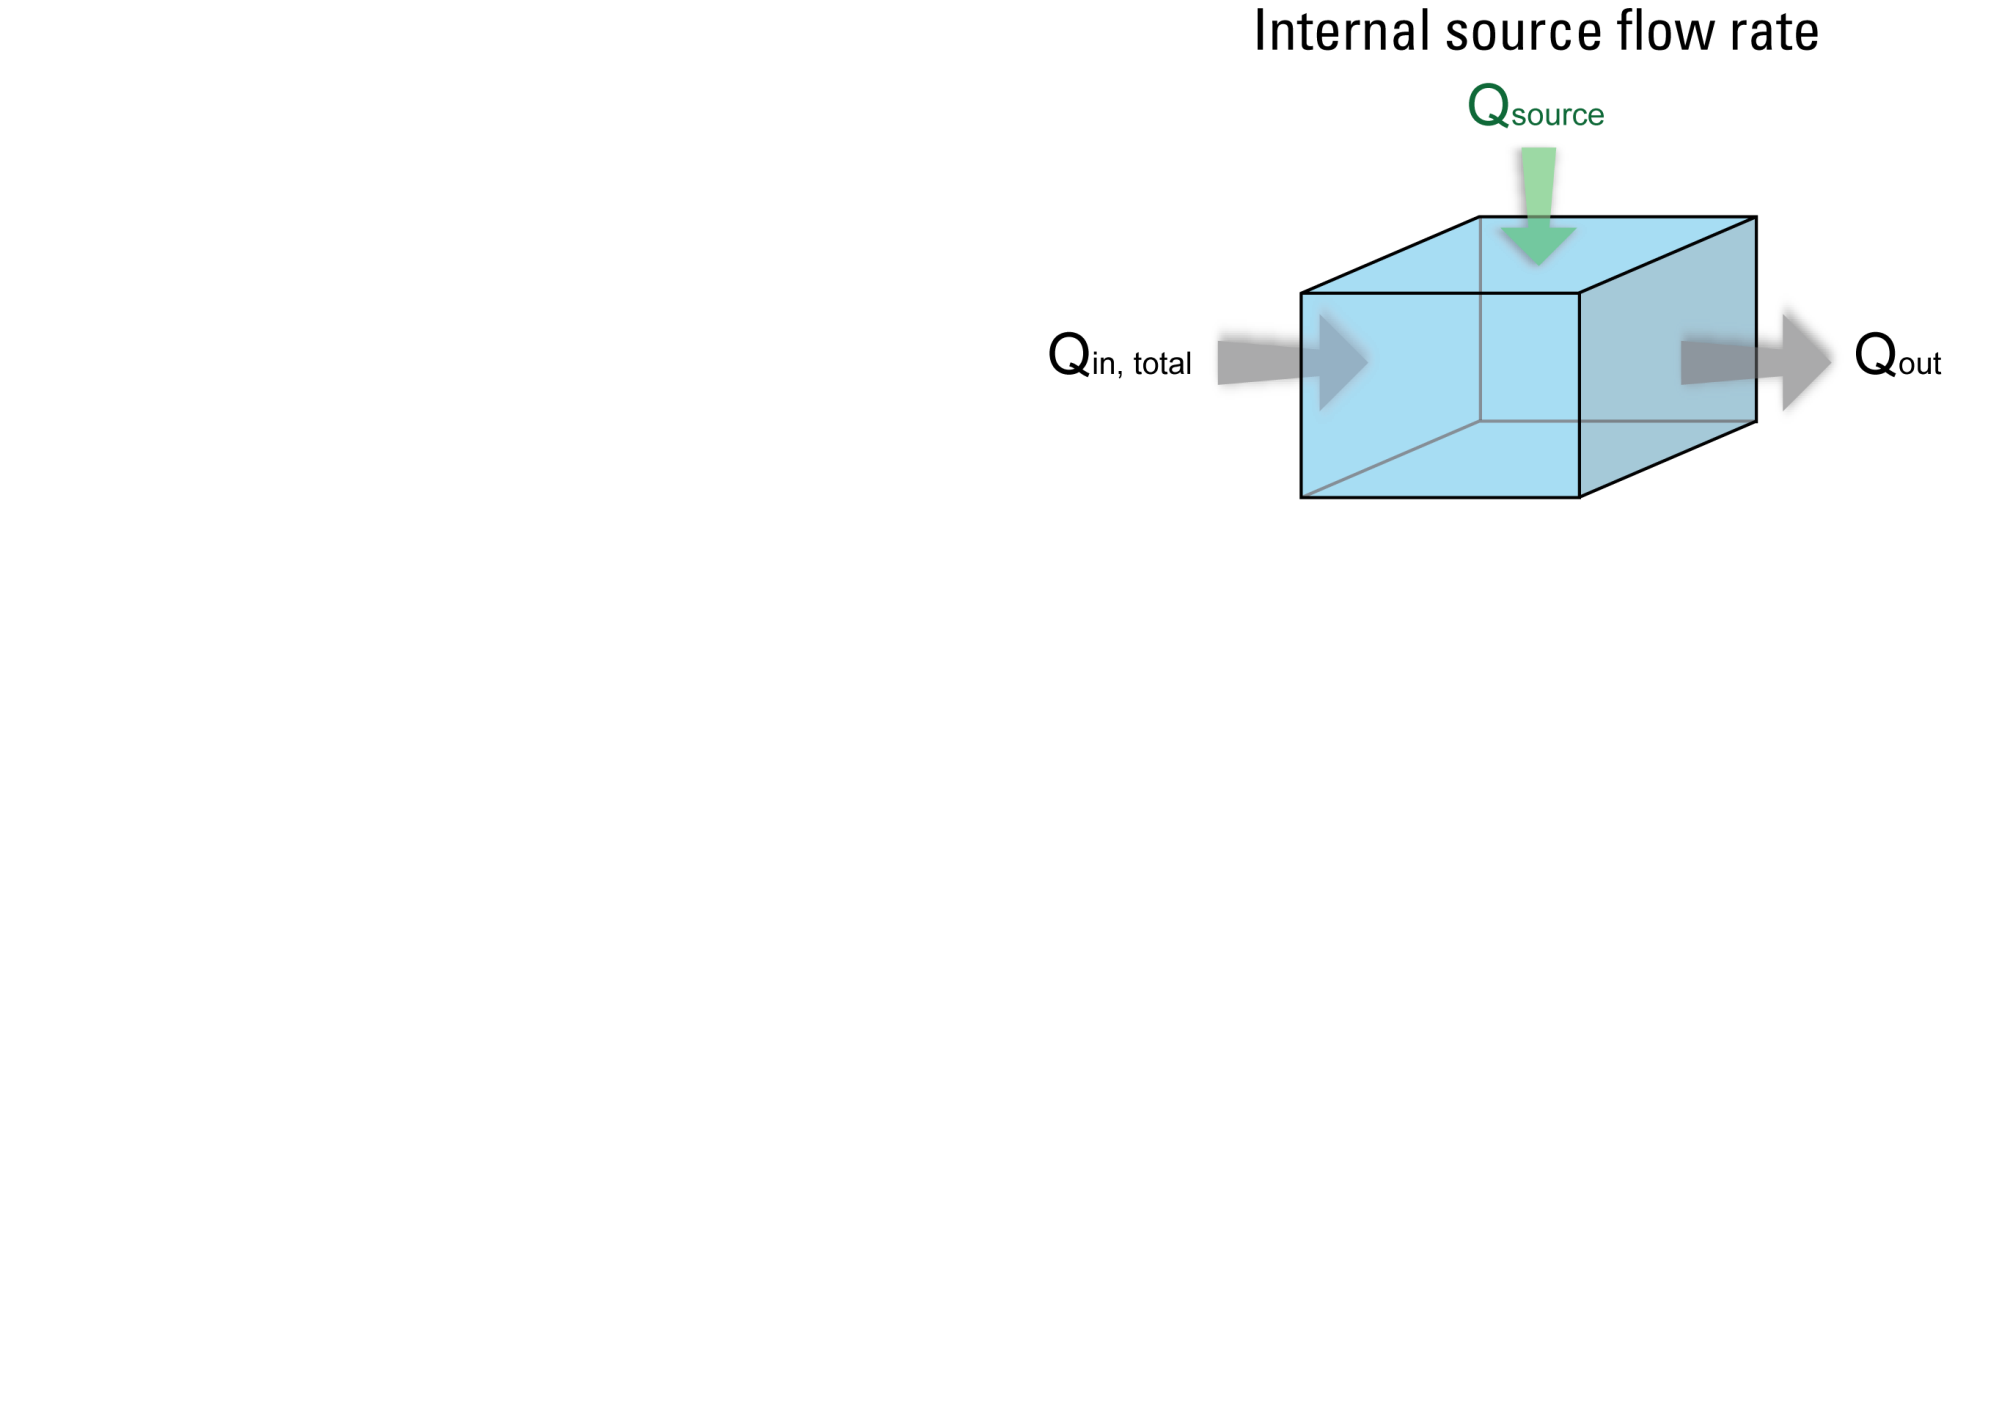 Internal source flow rate
Qsource
Qin, total
Qout